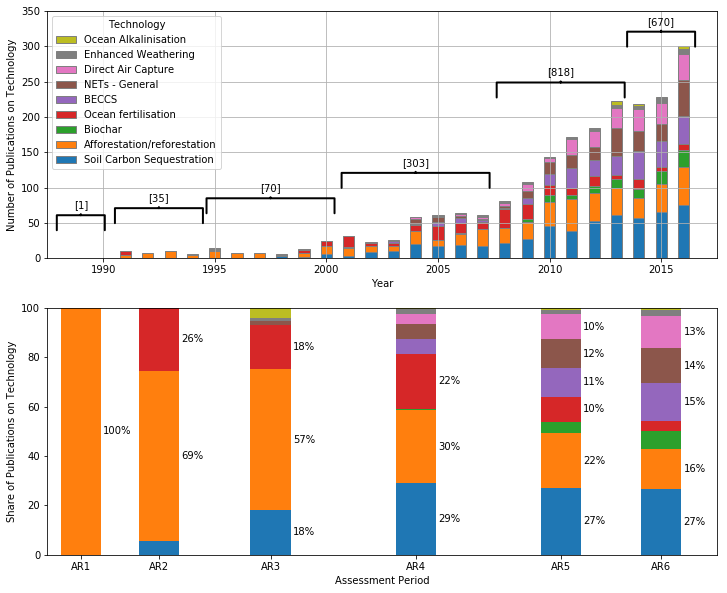 350
300
250
200
150
100
50
0
Number of Publications on Technology
Technology
Ocean Alkalinisation
Enhanced Weathering
Direct Air Capture
NETs - General
BECCS
Ocean fertilisation
Biochar
Afforestation/reforestation
Soil Carbon Sequestration
[1]
[35]
[70]
[303]
[818]
[670]
1990
1995
2000
2005
2010
2015
Year
100
80
60
40
20
0
Share of Publications on Technology
100%
26%
69%
18%
57%
18%
22%
30%
29%
10%
12%
11%
10%
22%
27%
13%
14%
15%
16%
27%
AR1
AR2
AR3
AR4
AR5
AR6
Assessment Period